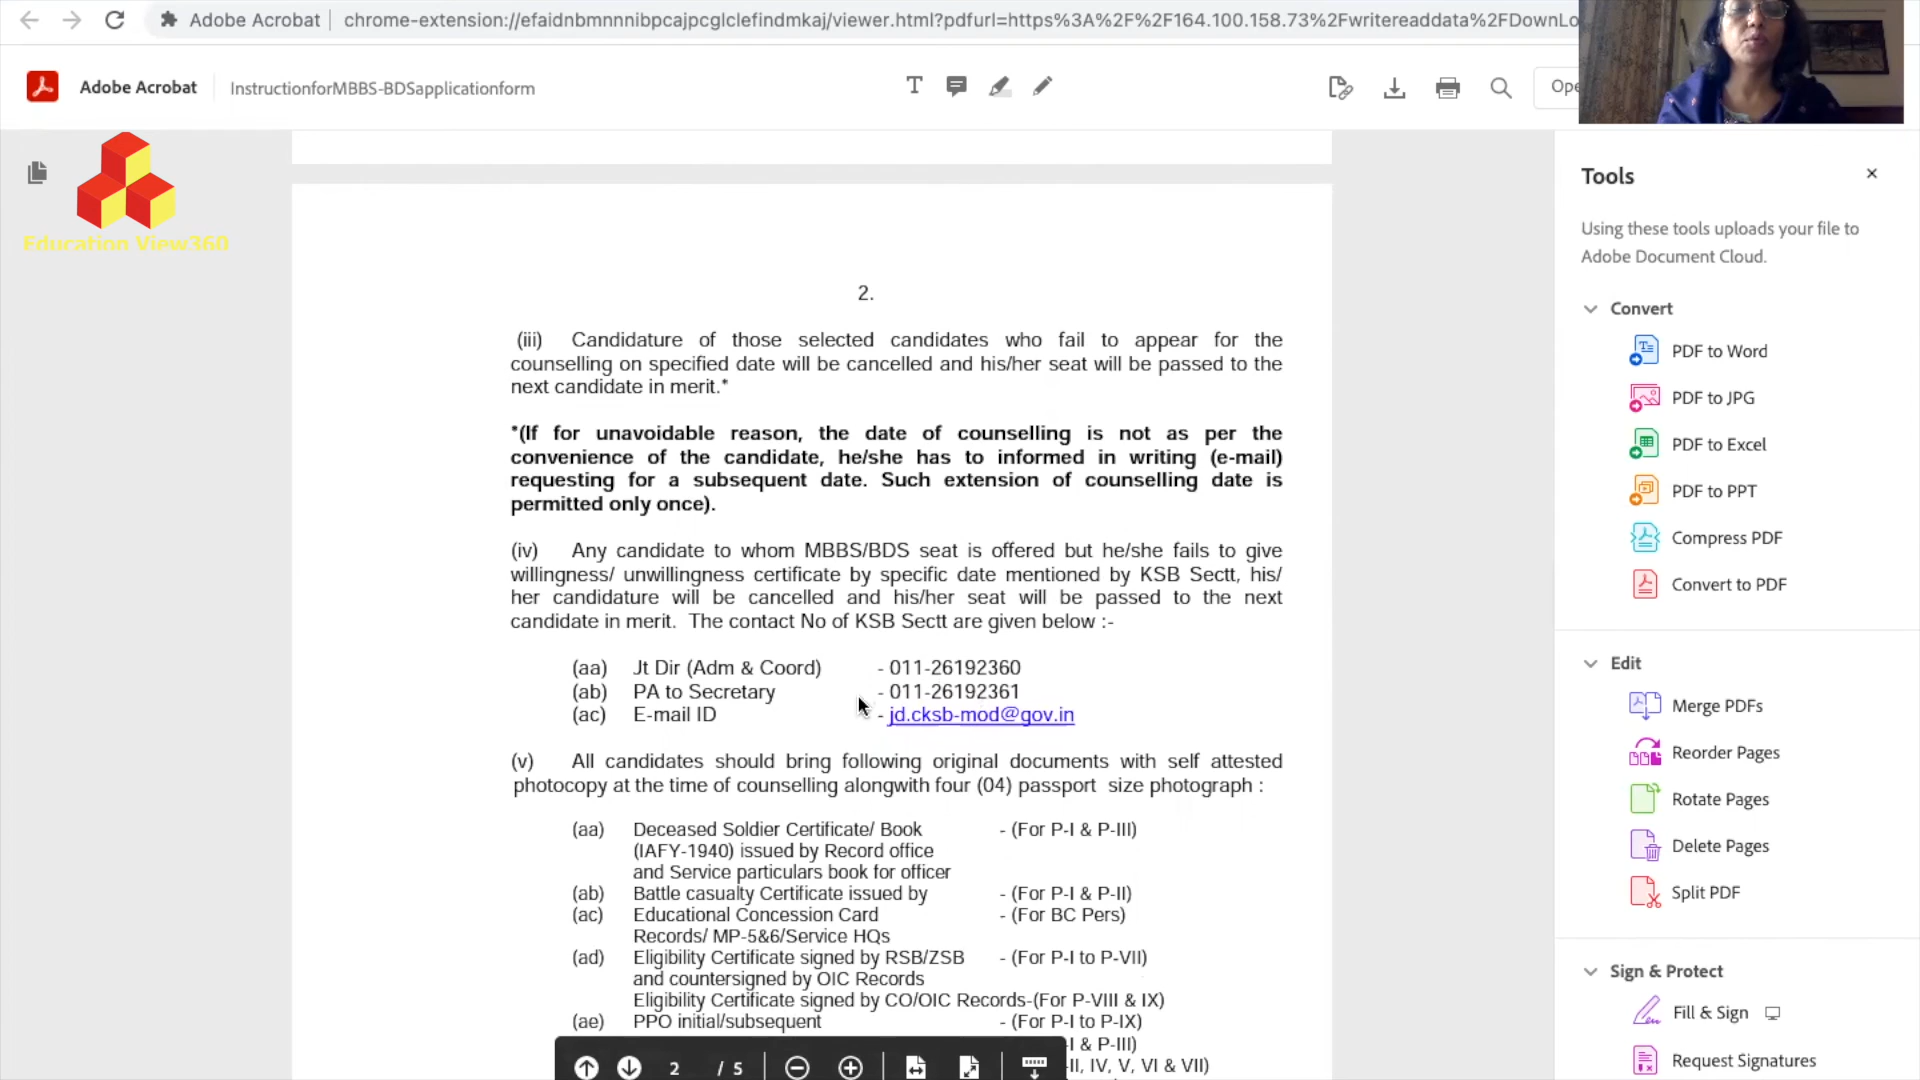 Adobe Acrobat
chrome-extension://efaidnbmnnnibpcajpcglclefindmkaj/viewer.html?pdfurl=https%3A%2F%2F164.100.158.73%2Fwritereaddata%2FDownLo
Adobe Acrobat
InstructionforMBBS-BDSapplicationform
Ope
Education View360
2.
(iii) Candidature of those selected candidates who fail to appear for the
counselling on specified date will be cancelled and his/her seat will be passed to the
next candidate in merit.*
*(If for unavoidable reason, the date of counselling is not as per the
convenience of the candidate, he/she has to informed in writing (e-mail)
requesting for a subsequent date. Such extension of counselling date is
permitted only once).
(iv) Any candidate to whom MBBS/BDS seat is offered but he/she fails to give
willingness/ unwillingness certificate by specific date mentioned by KSB Sectt, his/
her candidature will be cancelled and his/her seat will be passed to the next
candidate in merit. The contact No of KSB Sectt are given below :-
(aa) Jt Dir (Adm & Coord) - 011-26192360
(ab) PA to Secretary - 011-26192361
(ac) E-mail ID - jd.cksb-mod@gov.in
(v) All candidates should bring following original documents with self attested
photocopy at the time of counselling alongwith four (04) passport size photograph :
(aa) Deceased Soldier Certificate/ Book - (For P-I & P-III)
(IAFY-1940) issued by Record office
and Service particulars book for officer
(ab) Battle casualty Certificate issued by - (For P-I & P-II)
(ac) Educational Concession Card - (For BC Pers)
Records/ MP-5&6/Service HQs
(ad) Eligibility Certificate signed by RSB/ZSB - (For P-I to P-VII)
and countersigned by OIC Records
Eligibility Certificate signed by CO/OIC Records-(For P-VIII & IX)
(ae) PPO initial/subsequent - (For P-I to P-IX)
-I & P-III)
-II, IV, V, VI & VII)
2 / 5
Tools
Using these tools uploads your file to
Adobe Document Cloud.
Convert
PDF to Word
PDF to JPG
PDF to Excel
PDF to PPT
Compress PDF
Convert to PDF
Edit
Merge PDFs
Reorder Pages
Rotate Pages
Delete Pages
Split PDF
Sign & Protect
Fill & Sign
Request Signatures